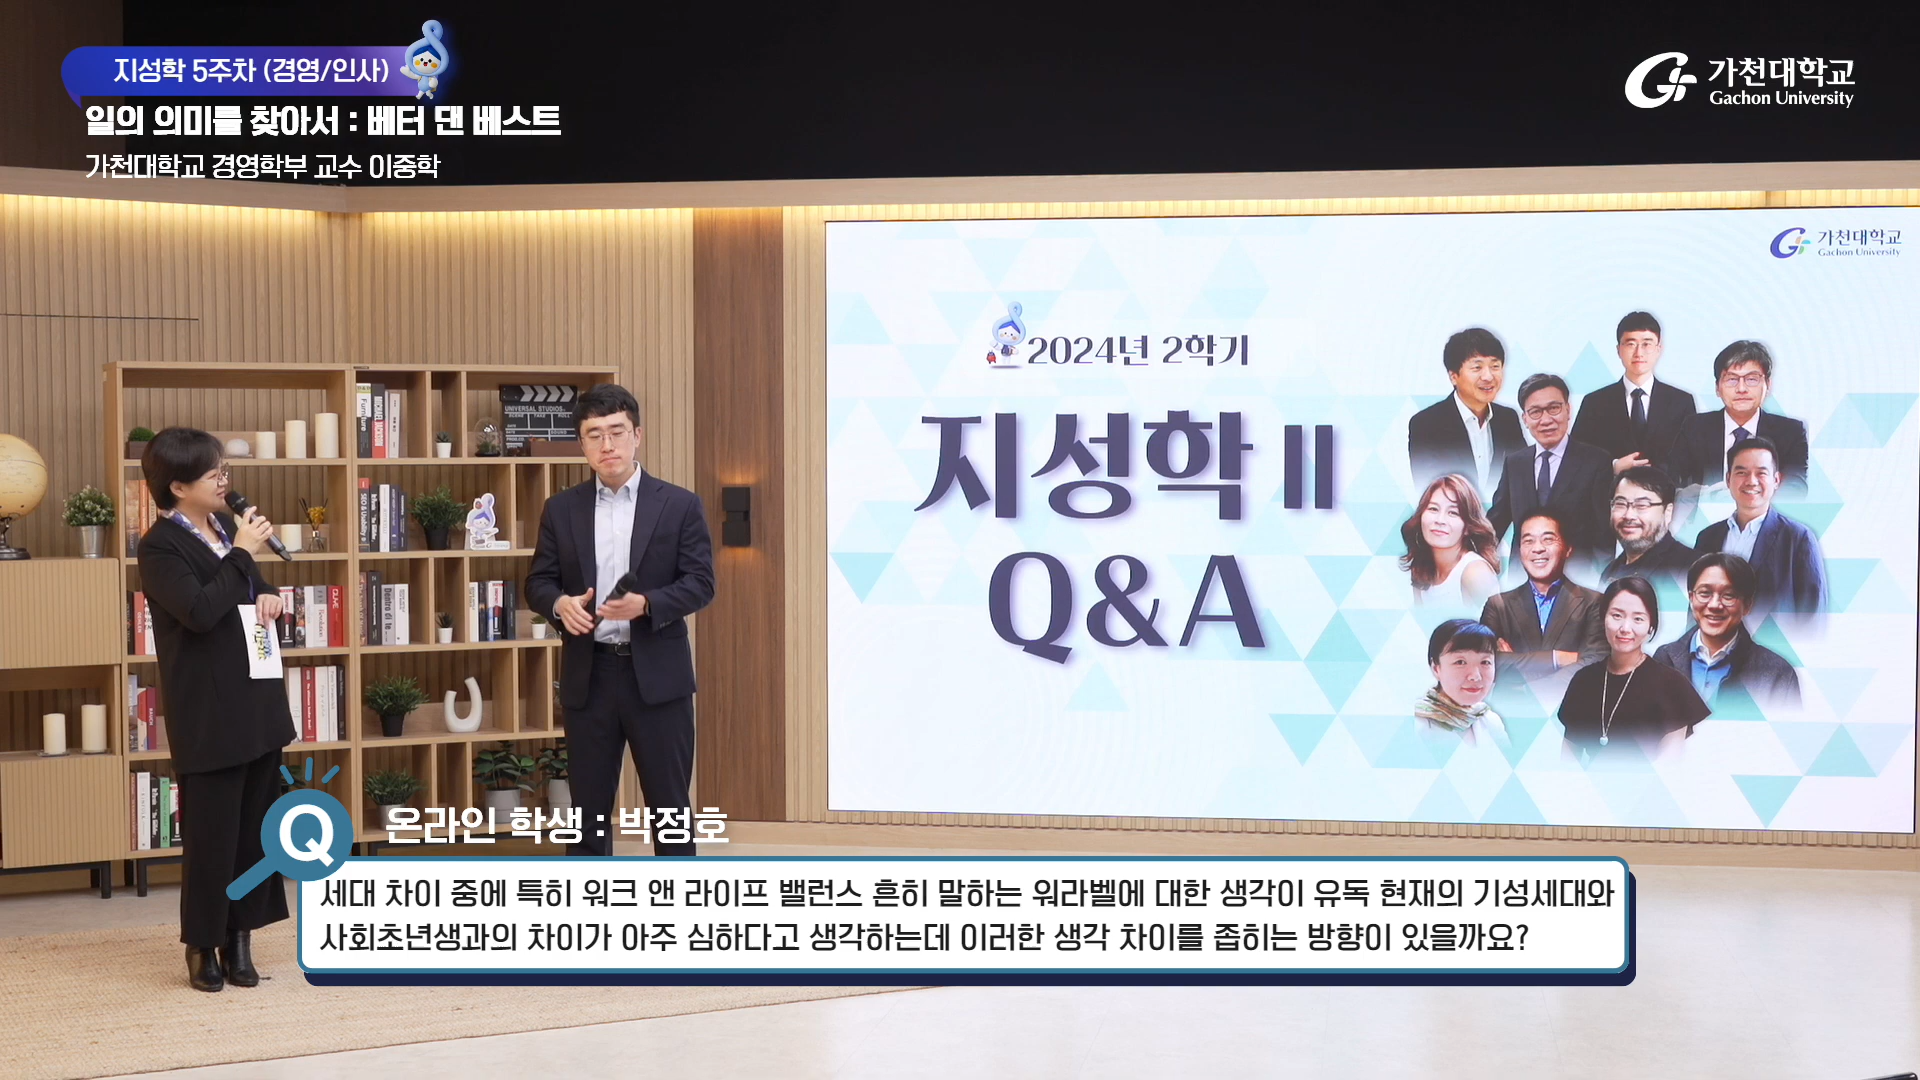 지성학 5주차 (경영/인사)
일의 의미를 찾아서 : 베터 댄 베스트
가천대학교 경영학부 교수 이중학
가천대학교
Gachon University
가천대학교
Gachon University
2024년 2학기
지성학 II
Q&A
UNIVERSAL STUDIOS
MICHAEL JACKSON
Q
온라인 학생 : 박정호
세대 차이 중에 특히 워크 앤 라이프 밸런스 흔히 말하는 워라벨에 대한 생각이 유독 현재의 기성세대와
사회초년생과의 차이가 아주 심하다고 생각하는데 이러한 생각 차이를 좁히는 방향이 있을까요?